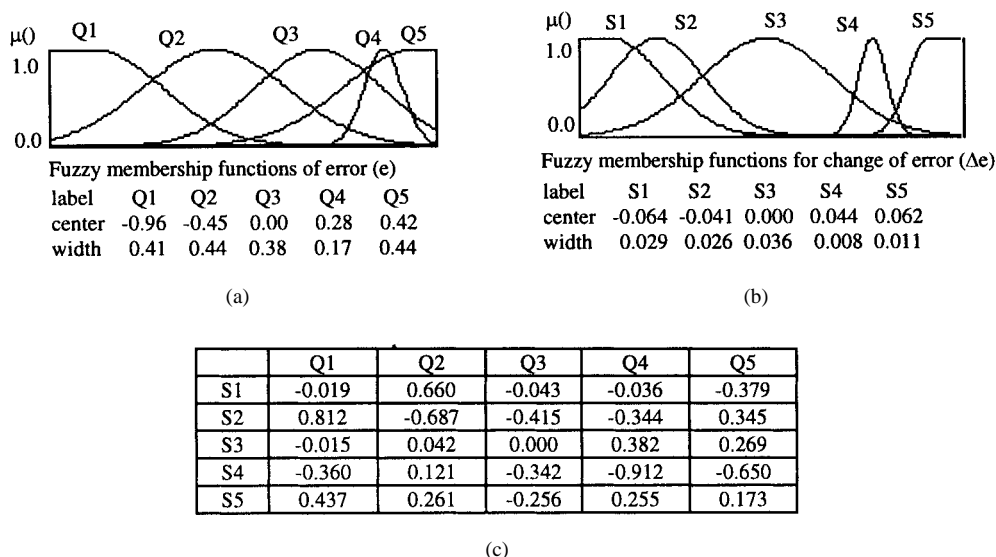 μ() Q1 Q2 Q3 Q4 Q5
1.0
0.0
Fuzzy membership functions of error (e)
label Q1 Q2 Q3 Q4 Q5
center -0.96 -0.45 0.00 0.28 0.42
width 0.41 0.44 0.38 0.17 0.44
(a)
μ() S1 S2 S3 S4 S5
1.0
0.0
Fuzzy membership functions for change of error (Δe)
label S1 S2 S3 S4 S5
center -0.064 -0.041 0.000 0.044 0.062
width 0.029 0.026 0.036 0.008 0.011
(b)
Q1 Q2 Q3 Q4 Q5
S1 -0.019 0.660 -0.043 -0.036 -0.379
S2 0.812 -0.687 -0.415 -0.344 0.345
S3 -0.015 0.042 0.000 0.382 0.269
S4 -0.360 0.121 -0.342 -0.912 -0.650
S5 0.437 0.261 -0.256 0.255 0.173
(c)